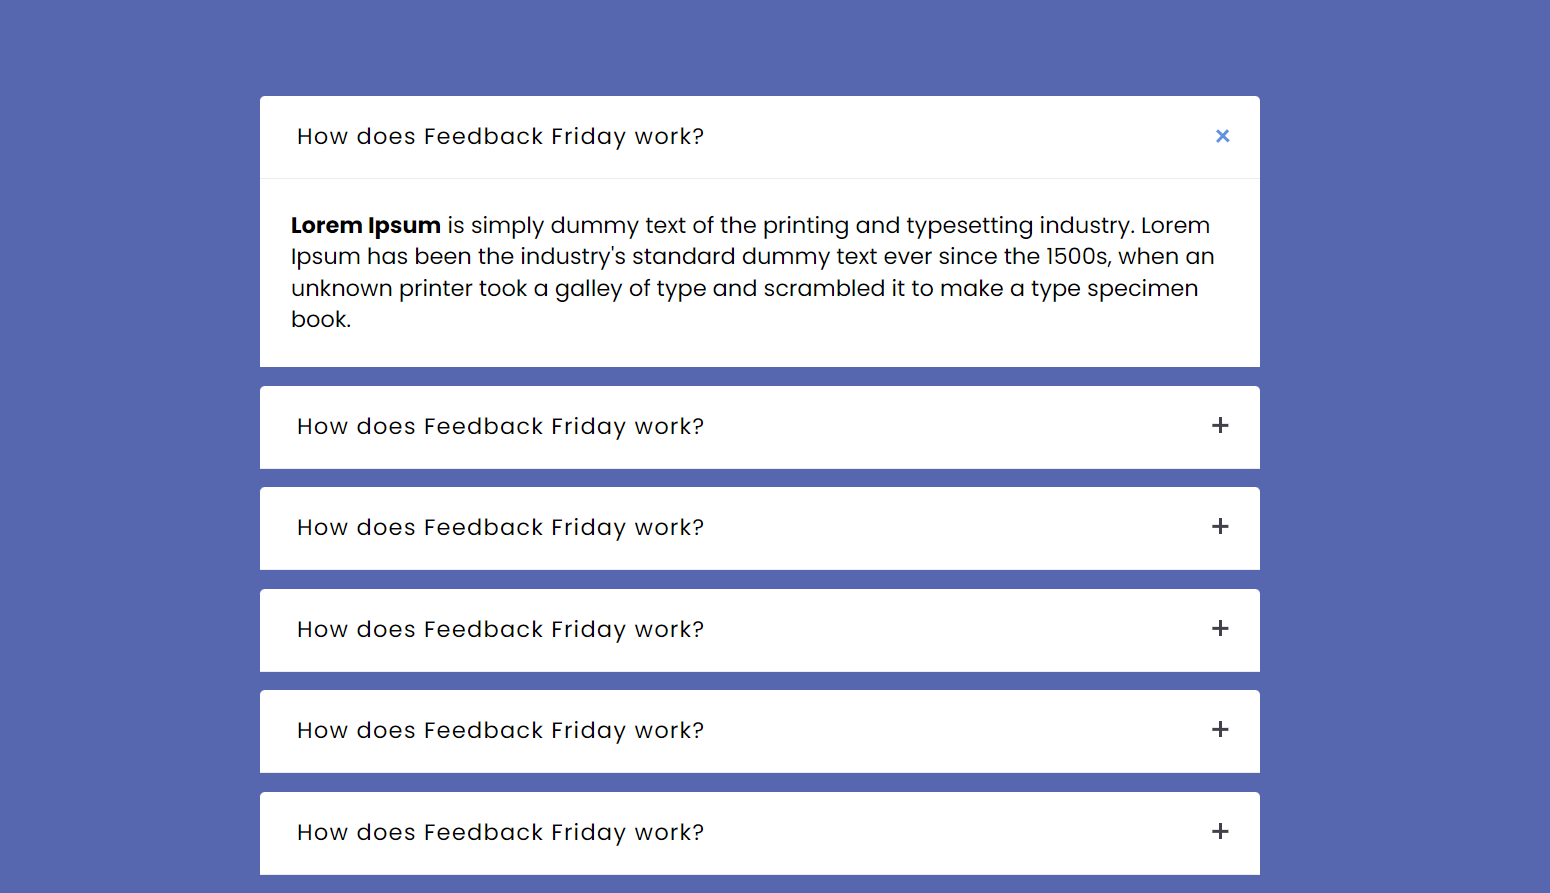 How does Feedback Friday work?
Lorem Ipsum is simply dummy text of the printing and typesetting industry. Lorem
Ipsum has been the industry's standard dummy text ever since the 1500s, when an
unknown printer took a galley of type and scrambled it to make a type specimen
book.
How does Feedback Friday work?
How does Feedback Friday work?
How does Feedback Friday work?
How does Feedback Friday work?
How does Feedback Friday work?